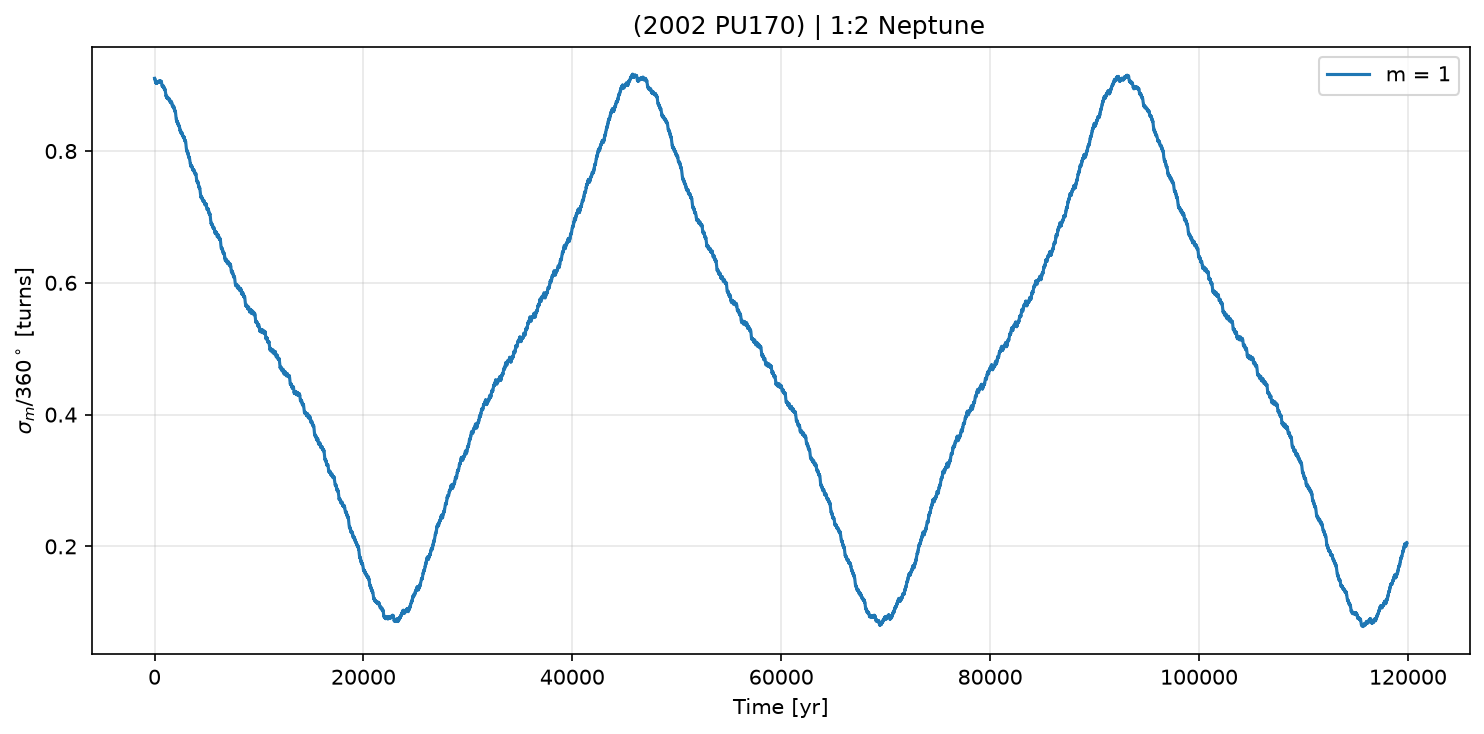 (2002 PU170) | 1:2 Neptune
m = 1
σₘ/360° [turns]
0.8
0.6
0.4
0.2
0 20000 40000 60000 80000 100000 120000
Time [yr]